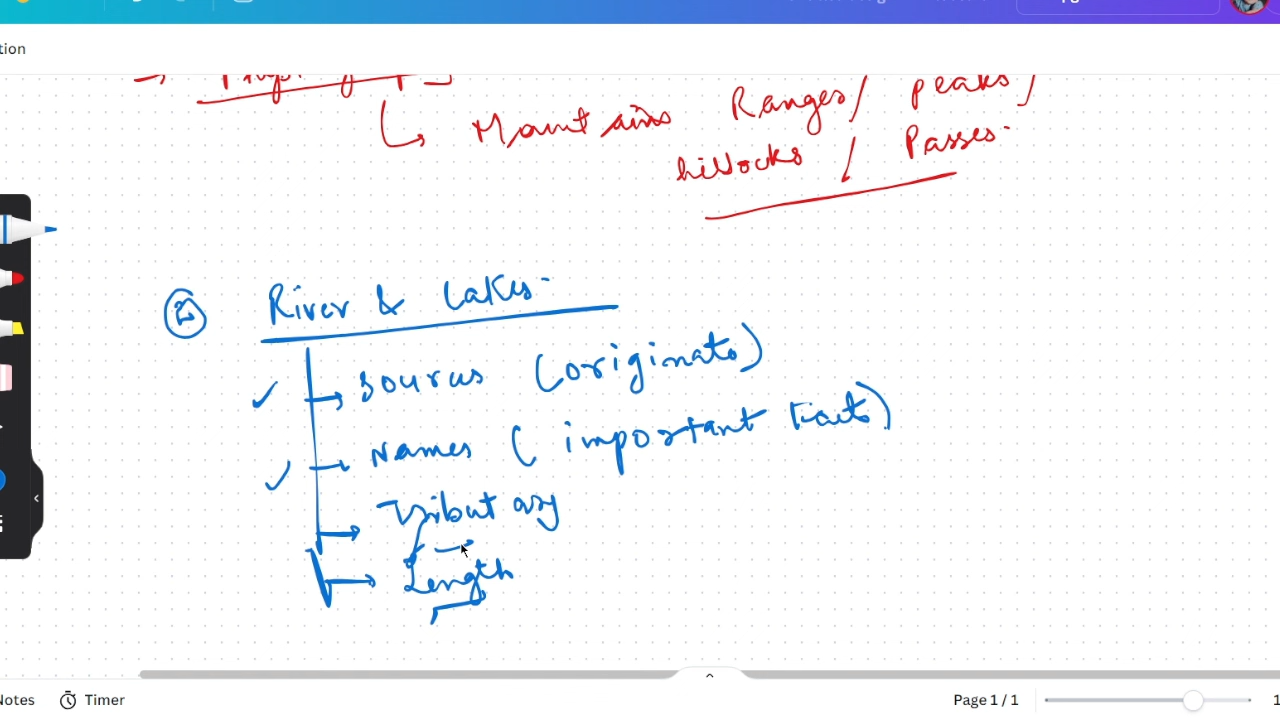 tion
Mountains Ranges/ peaks/
hillocks / Passes.
② River & Lakes.
Sources (originate)
Names ( important Facts)
Tributary
Length
Notes Timer Page 1 / 1 1